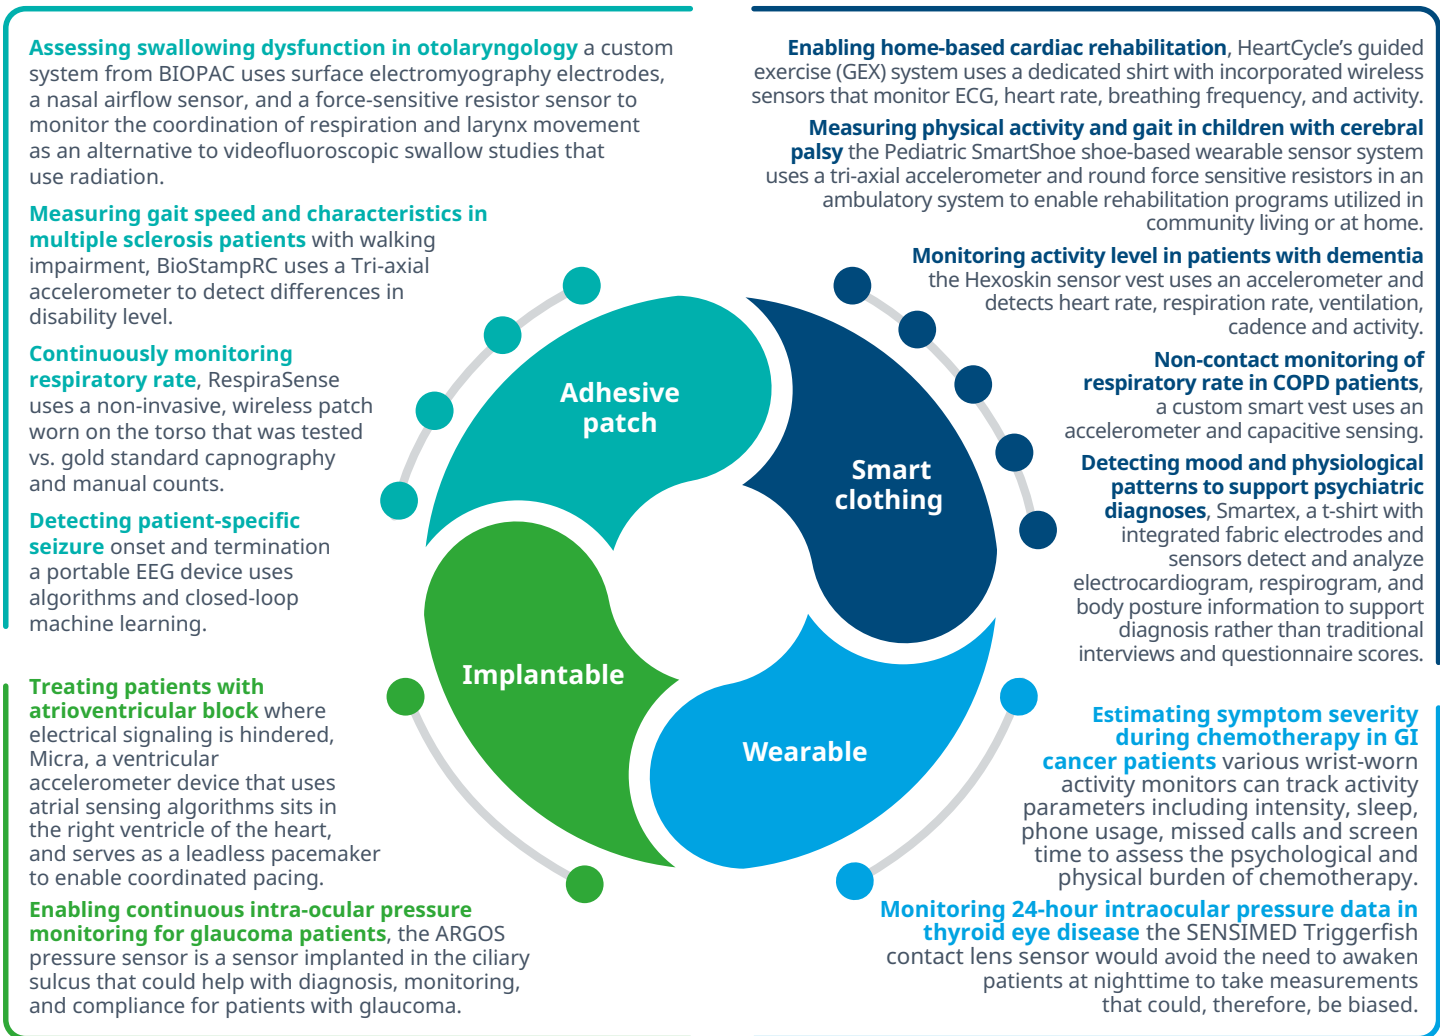 Assessing swallowing dysfunction in otolaryngology a custom
system from BIOPAC uses surface electromyography electrodes,
a nasal airflow sensor, and a force-sensitive resistor sensor to
monitor the coordination of respiration and larynx movement
as an alternative to videofluoroscopic swallow studies that
use radiation.
Measuring gait speed and characteristics in
multiple sclerosis patients with walking
impairment, BioStampRC uses a Tri-axial
accelerometer to detect differences in
disability level.
Continuously monitoring
respiratory rate, RespiraSense
uses a non-invasive, wireless patch
worn on the torso that was tested
vs. gold standard capnography
and manual counts.
Detecting patient-specific
seizure onset and termination
a portable EEG device uses
algorithms and closed-loop
machine learning.
Enabling home-based cardiac rehabilitation, HeartCycle's guided
exercise (GEX) system uses a dedicated shirt with incorporated wireless
sensors that monitor ECG, heart rate, breathing frequency, and activity.
Measuring physical activity and gait in children with cerebral
palsy the Pediatric SmartShoe shoe-based wearable sensor system
uses a tri-axial accelerometer and round force sensitive resistors in an
ambulatory system to enable rehabilitation programs utilized in
community living or at home.
Monitoring activity level in patients with dementia
the Hexoskin sensor vest uses an accelerometer and
detects heart rate, respiration rate, ventilation,
cadence and activity.
Non-contact monitoring of
respiratory rate in COPD patients,
a custom smart vest uses an
accelerometer and capacitive sensing.
Detecting mood and physiological
patterns to support psychiatric
diagnoses, Smartex, a t-shirt with
integrated fabric electrodes and
sensors detect and analyze
electrocardiogram, respirogram, and
body posture information to support
diagnosis rather than traditional
interviews and questionnaire scores.
Adhesive
patch
Smart
clothing
Implantable
Wearable
Treating patients with
atrioventricular block where
electrical signaling is hindered,
Micra, a ventricular
accelerometer device that uses
atrial sensing algorithms sits in
the right ventricle of the heart,
and serves as a leadless pacemaker
to enable coordinated pacing.
Enabling continuous intra-ocular pressure
monitoring for glaucoma patients, the ARGOS
pressure sensor is a sensor implanted in the ciliary
sulcus that could help with diagnosis, monitoring,
and compliance for patients with glaucoma.
Estimating symptom severity
during chemotherapy in GI
cancer patients various wrist-worn
activity monitors can track activity
parameters including intensity, sleep,
phone usage, missed calls and screen
time to assess the psychological and
physical burden of chemotherapy.
Monitoring 24-hour intraocular pressure data in
thyroid eye disease the SENSIMED Triggerfish
contact lens sensor would avoid the need to awaken
patients at nighttime to take measurements
that could, therefore, be biased.